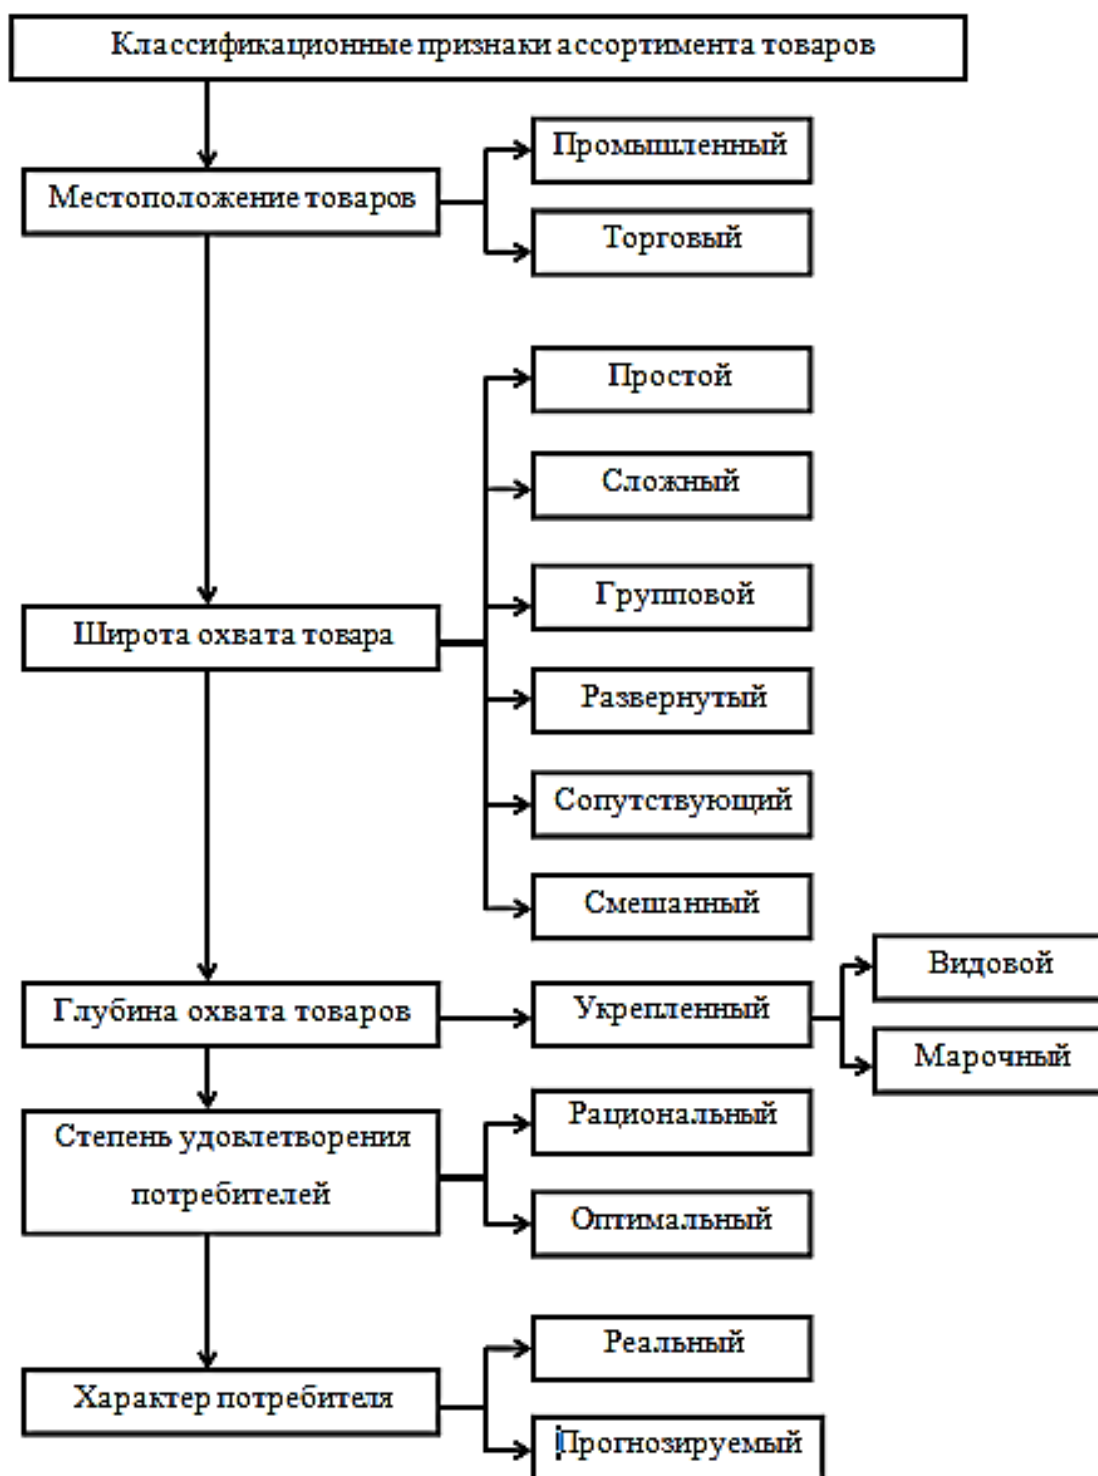 Классификационные признаки ассортимента товаров
Местоположение товаров
Промышленный
Торговый
Широта охвата товара
Простой
Сложный
Групповой
Развернутый
Сопутствующий
Смешанный
Глубина охвата товаров
Укрепленный
Видовой
Марочный
Степень удовлетворения
потребителей
Рациональный
Оптимальный
Характер потребителя
Реальный
Прогнозируемый